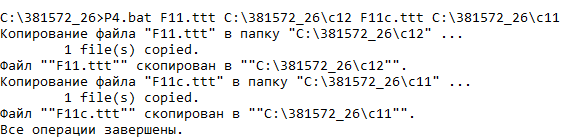 C:\381572_26>P4.bat F11.ttt C:\381572_26\c12 F11c.ttt C:\381572_26\c11
Копирование файла "F11.ttt" в папку "C:\381572_26\c12" ...
        1 file(s) copied.
Файл ""F11.ttt"" скопирован в ""C:\381572_26\c12"".
Копирование файла "F11c.ttt" в папку "C:\381572_26\c11" ...
        1 file(s) copied.
Файл ""F11c.ttt"" скопирован в ""C:\381572_26\c11"".
Все операции завершены.